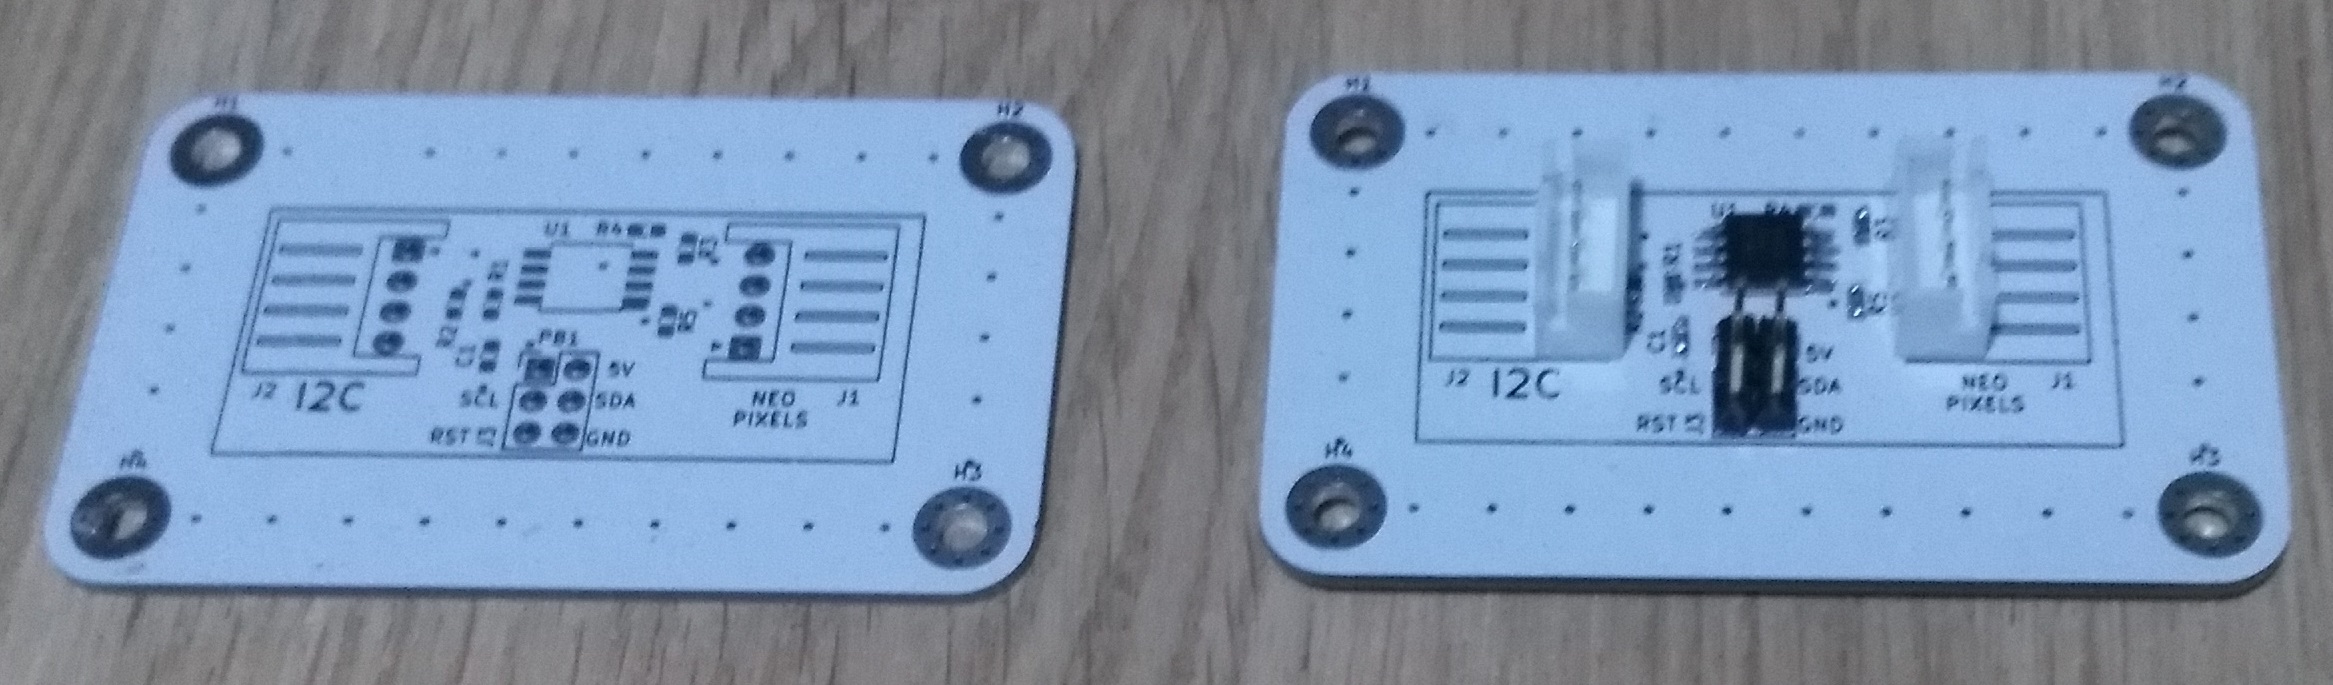 H1
H2
U1 R4
R3
R1
R2
C1
PB1
5V
SCL SDA
RST GND
J2 I2C
NEO
PIXELS
J1
H4
H3
H1
H2
U1 R4
R1
C1
5V
SCL SDA
RST GND
J2 I2C
NEO
PIXELS
J1
H4
H3